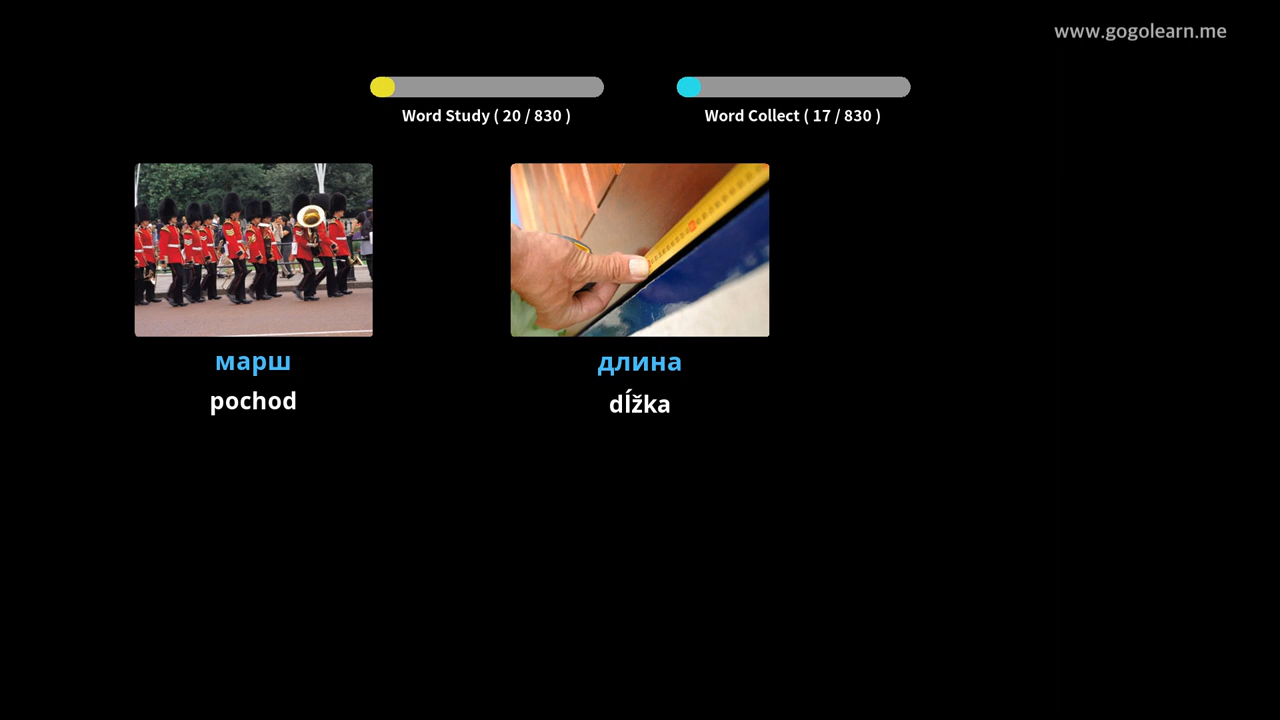 www.gogolearn.me
Word Study ( 20 / 830 )
Word Collect ( 17 / 830 )
марш
pochod
длина
dĺžka